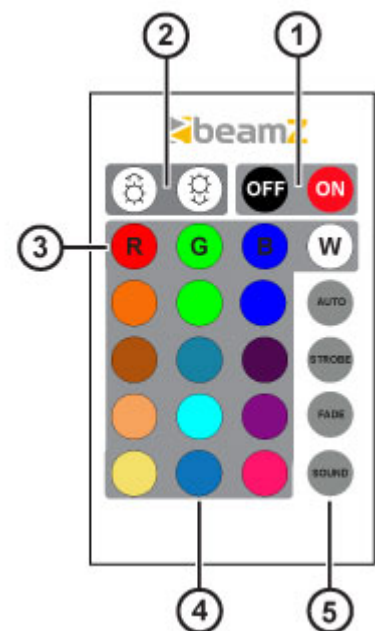 2 1
beamZ
OFF ON
3 R G B W
AUTO
STROBE
FADE
SOUND
4 5